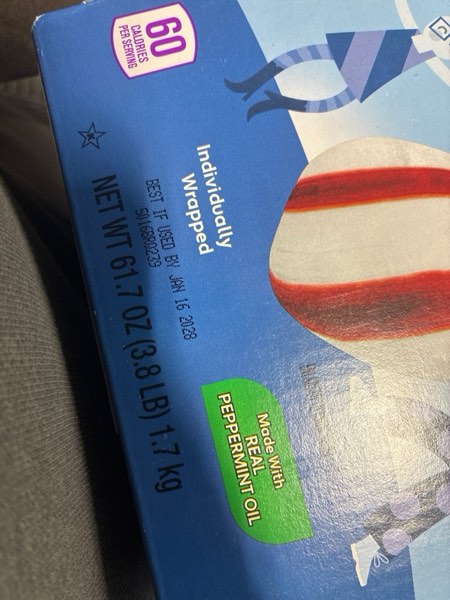 60
CALORIES
PER SERVING
Individually
Wrapped
BEST IF USED BY JAN 16 2028
NET WT 61.7 OZ (3.8 LB) 1.7 kg
Made With
REAL
PEPPERMINT OIL